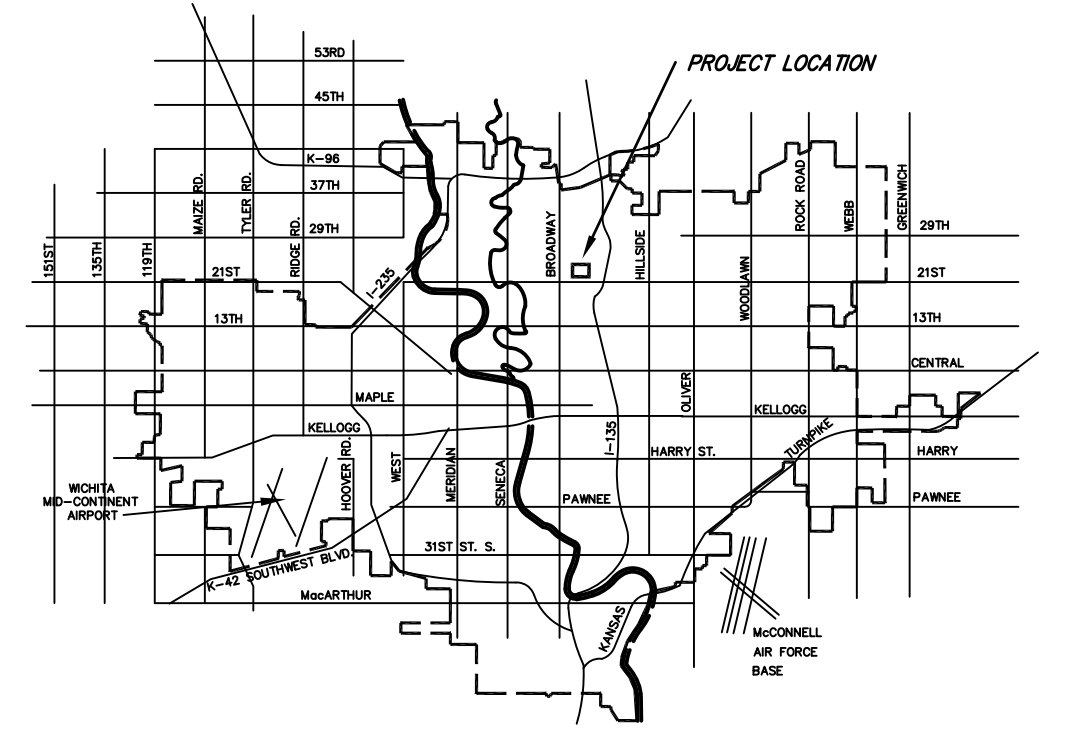 53RD
PROJECT LOCATION
45TH
K-96
37TH
MAIZE RD.
TYLER RD.
RIDGE RD.
29TH
151ST
135TH
119TH
21ST
I-235
13TH
BROADWAY
HILLSIDE
WOODLAWN
ROCK ROAD
WEBB
GREENWICH
29TH
21ST
13TH
CENTRAL
MAPLE
OLIVER
KELLOGG
KELLOGG
TURNPIKE
I-135
HARRY ST.
HARRY
HOOVER RD.
WEST
MERIDIAN
SENECA
PAWNEE
PAWNEE
WICHITA
MID-CONTINENT
AIRPORT
31ST ST. S.
K-42 SOUTHWEST BLVD.
MacARTHUR
KANSAS
McCONNELL
AIR FORCE
BASE